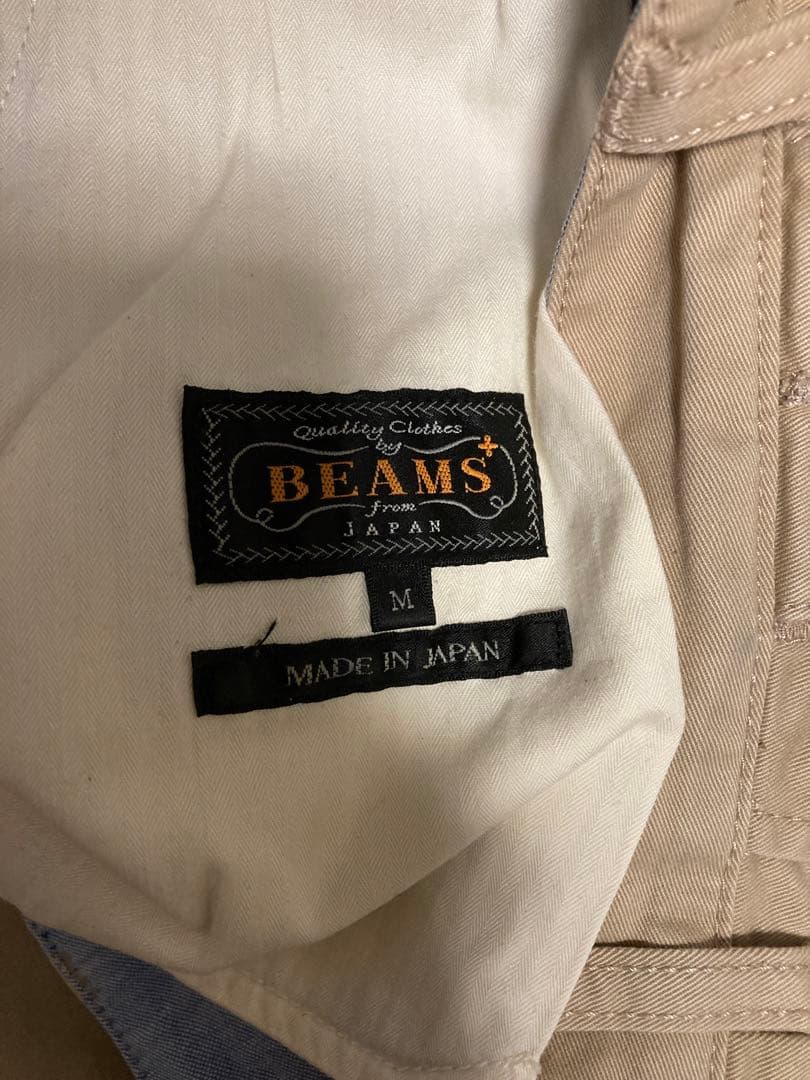 Quality Clothes
by
BEAMS+
from
JAPAN
M
MADE IN JAPAN